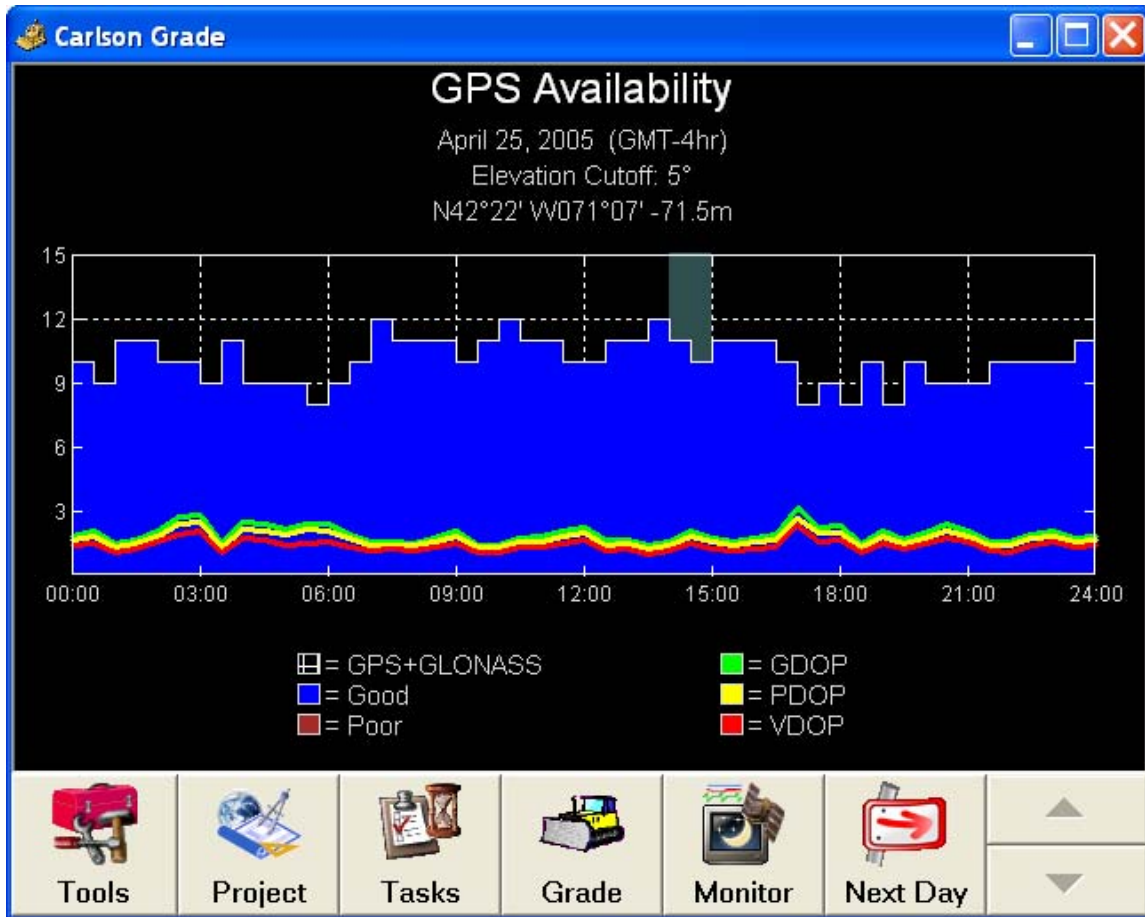 Carlson Grade
GPS Availability
April 25, 2005 (GMT-4hr)
Elevation Cutoff: 5°
N42°22' W071°07' -71.5m
15
12
9
6
3
00:00 03:00 06:00 09:00 12:00 15:00 18:00 21:00 24:00
= GPS+GLONASS
= Good
= Poor
= GDOP
= PDOP
= VDOP
Tools
Project
Tasks
Grade
Monitor
Next Day